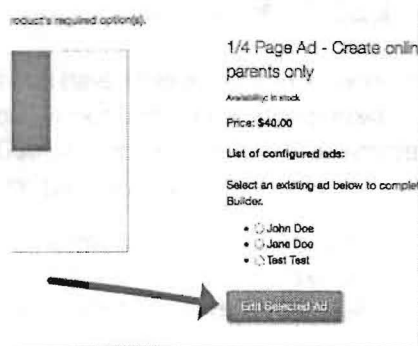 roduct's required option(s).
1/4 Page Ad - Create onlin
parents only
Availability: In stock
Price: $40.00
List of configured ads:
Select an existing ad below to complet
Builder.
John Doe
Jane Doe
Test Test
Edit Selected Ad